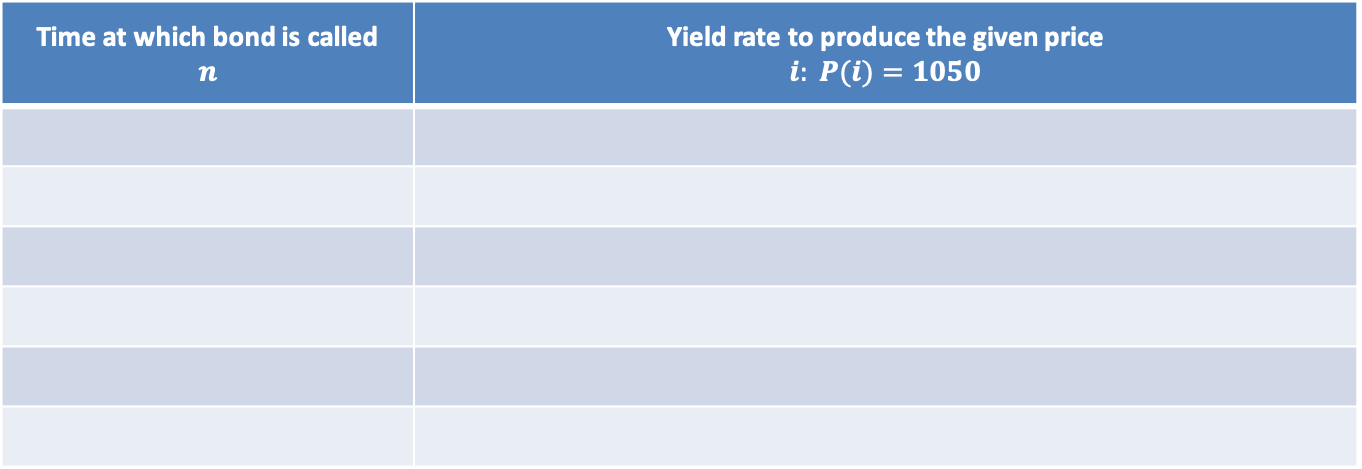 Time at which bond is called
n
Yield rate to produce the given price
i: P(i) = 1050